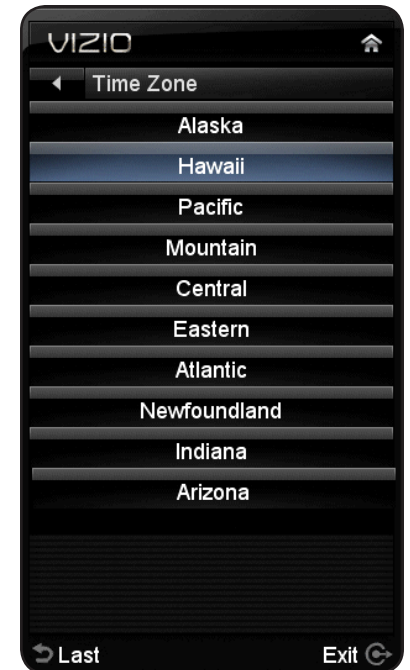 VIZIO
Time Zone
Alaska
Hawaii
Pacific
Mountain
Central
Eastern
Atlantic
Newfoundland
Indiana
Arizona
Last Exit